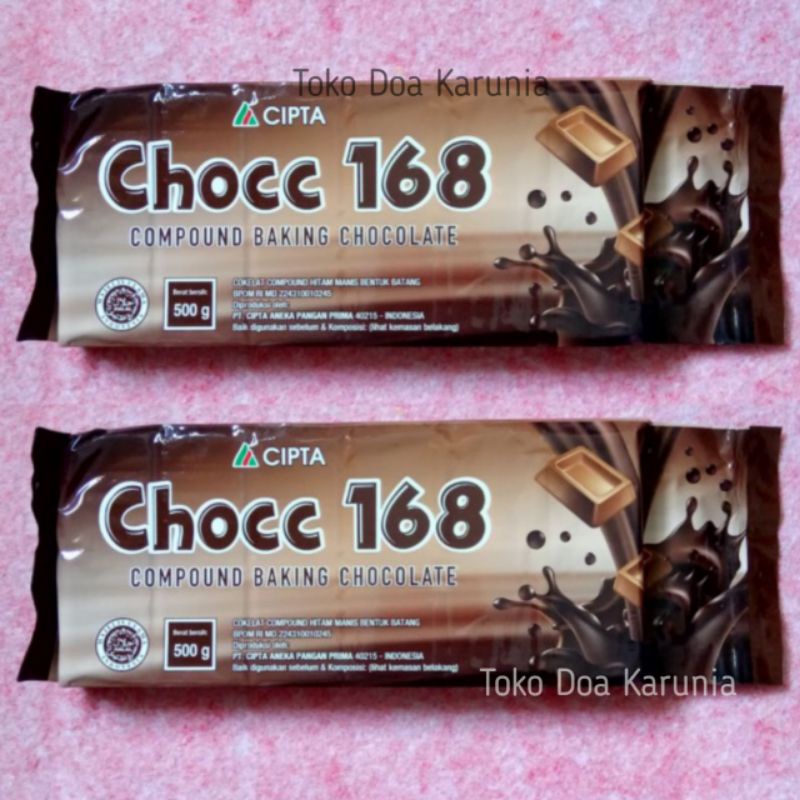 Toko Doa Karunia
CIPTA
Chocc 168
COMPOUND BAKING CHOCOLATE
Berat bersih:
500 g
COKELAT COMPOUND HITAM MANIS BENTUK BATANG
BPOM RI MD 224310010245
Diproduksi oleh:
PT. CIPTA ANEKA PANGAN PRIMA 40215 - INDONESIA
Baik digunakan sebelum & Komposisi: (lihat kemasan belakang)
CIPTA
Chocc 168
COMPOUND BAKING CHOCOLATE
Berat bersih:
500 g
COKELAT COMPOUND HITAM MANIS BENTUK BATANG
BPOM RI MD 224310010245
Diproduksi oleh:
PT. CIPTA ANEKA PANGAN PRIMA 40215 - INDONESIA
Baik digunakan sebelum & Komposisi: (lihat kemasan belakang)
Toko Doa Karunia